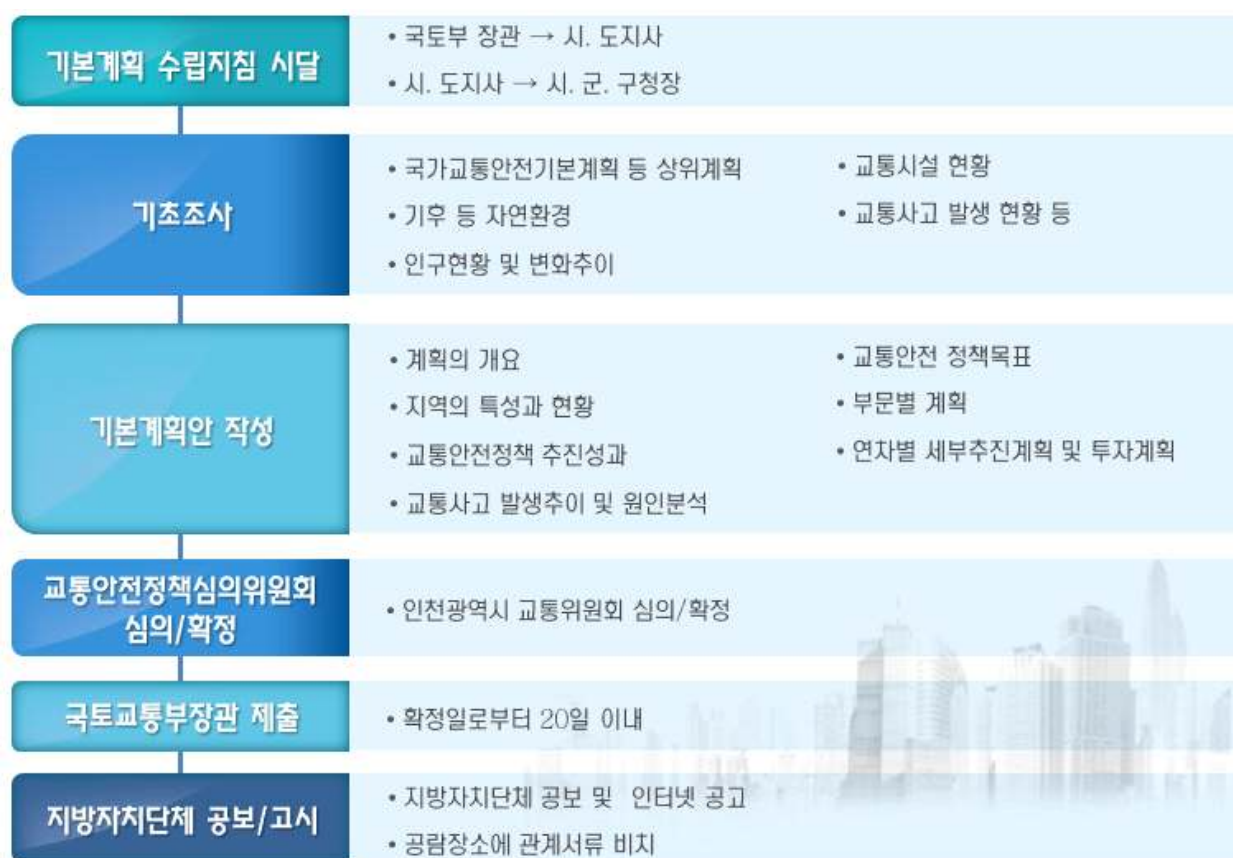 기본계획 수립지침 시달
• 국토부 장관 → 시. 도지사
• 시. 도지사 → 시. 군. 구청장
기초조사
• 국가교통안전기본계획 등 상위계획
• 기후 등 자연환경
• 인구현황 및 변화추이
• 교통시설 현황
• 교통사고 발생 현황 등
기본계획안 작성
• 계획의 개요
• 지역의 특성과 현황
• 교통안전정책 추진성과
• 교통사고 발생추이 및 원인분석
• 교통안전 정책목표
• 부문별 계획
• 연차별 세부추진계획 및 투자계획
교통안전정책심의위원회
심의/확정
• 인천광역시 교통위원회 심의/확정
국토교통부장관 제출
• 확정일로부터 20일 이내
지방자치단체 공보/고시
• 지방자치단체 공보 및 인터넷 공고
• 공람장소에 관계서류 비치